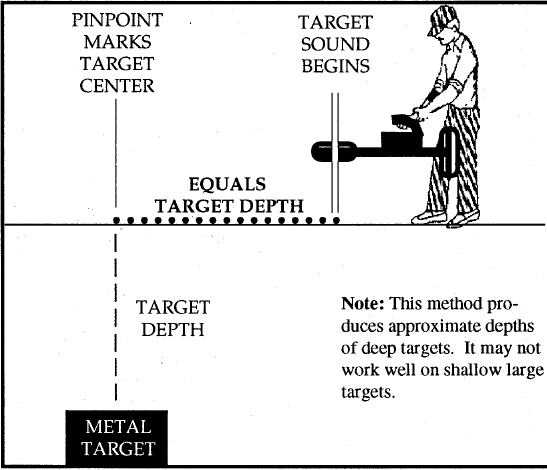 PINPOINT
MARKS
TARGET
CENTER
TARGET
SOUND
BEGINS
EQUALS
TARGET DEPTH
TARGET
DEPTH
Note: This method pro-
duces approximate depths
of deep targets. It may not
work well on shallow large
targets.
METAL
TARGET